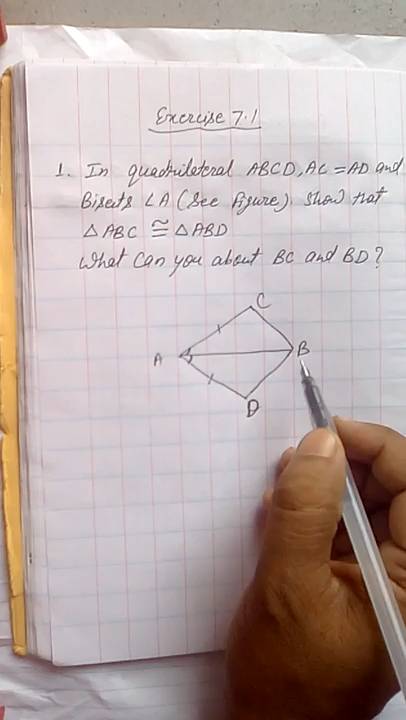 Exercise 7.1
1. In quadrilateral ABCD, AC = AD and
Bisects ∠A (See figure). Show that
△ABC ≅ △ABD
What Can you about BC and BD?
C
A
B
D